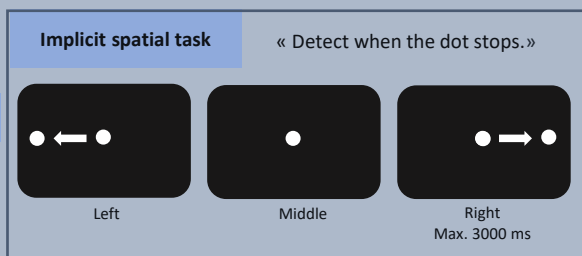 Implicit spatial task
« Detect when the dot stops.»
Left
Middle
Right
Max. 3000 ms